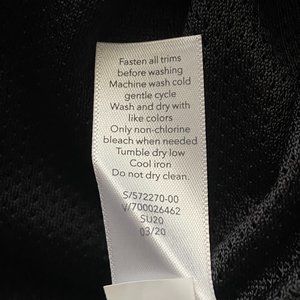 Fasten all trims
before washing
Machine wash cold
gentle cycle
Wash and dry with
like colors
Only non-chlorine
bleach when needed
Tumble dry low
Cool iron
Do not dry clean.
S/572270-00
V/700026462
SU20
03/20